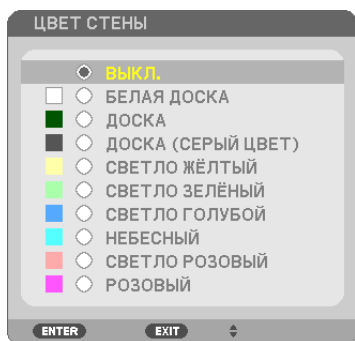 ЦВЕТ СТЕНЫ
ВЫКЛ.
БЕЛАЯ ДОСКА
ДОСКА
ДОСКА (СЕРЫЙ ЦВЕТ)
СВЕТЛО ЖЁЛТЫЙ
СВЕТЛО ЗЕЛЁНЫЙ
СВЕТЛО ГОЛУБОЙ
НЕБЕСНЫЙ
СВЕТЛО РОЗОВЫЙ
РОЗОВЫЙ
ENTER EXIT